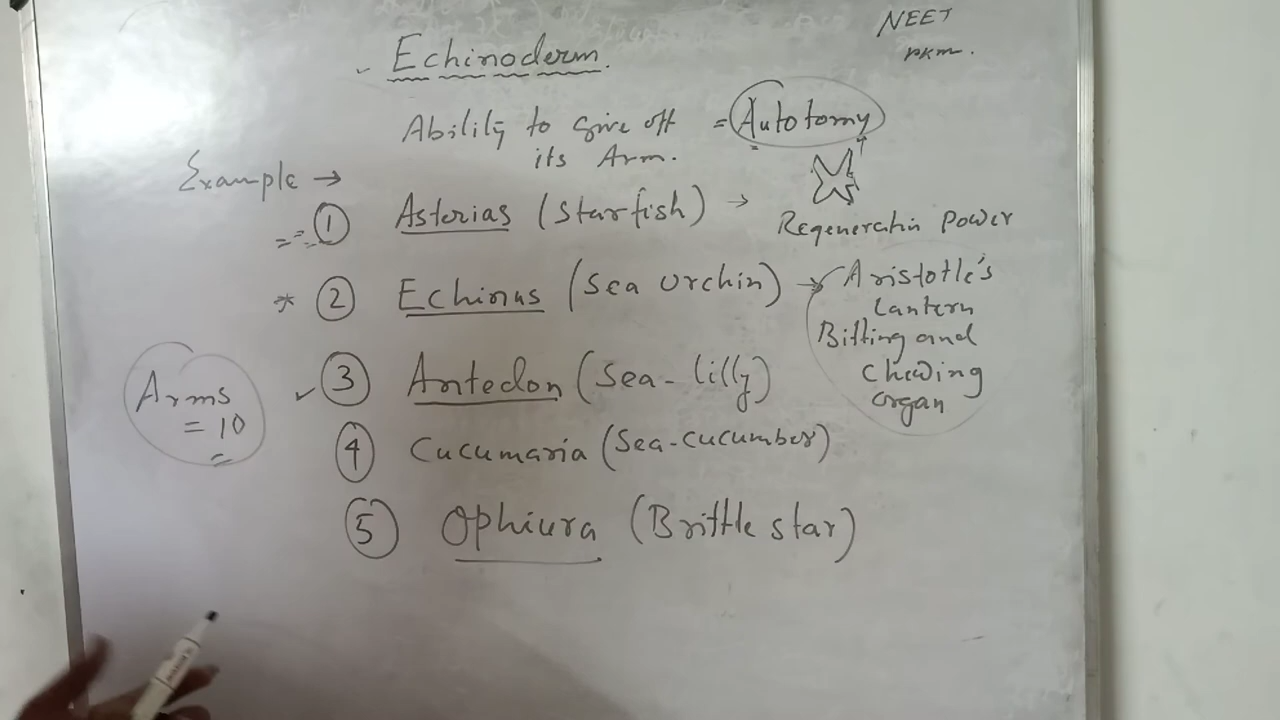 NEET
pkm.
Echinoderm.
Ability to give off = Autotomy
its Arm.
Example →
① Asterias (Starfish) →
Regeneratin Power
② Echinus (Sea Urchin) → Aristotle's
Lantern
Bitting and
Chewing
organ
③ Antedon (Sea-lilly)
Arms
= 10
④ Cucumaria (Sea-cucumber)
⑤ Ophiura (Brittle star)